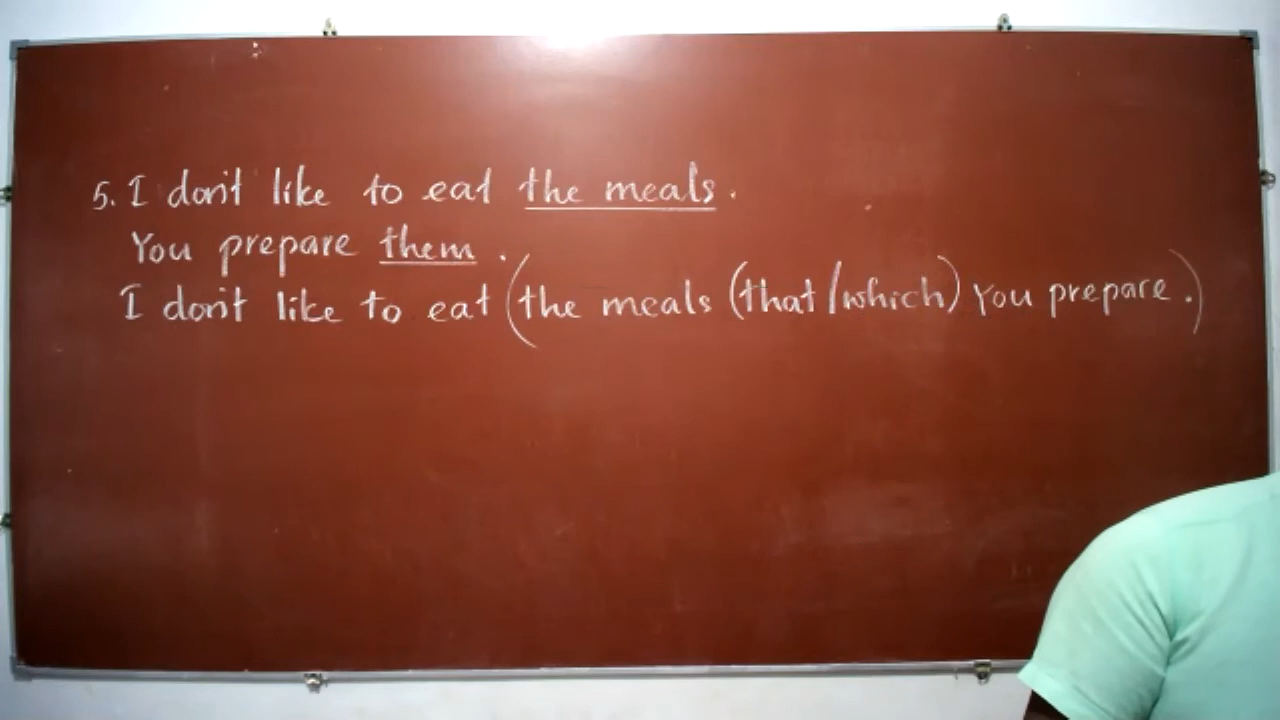 5. I don't like to eat the meals.
You prepare them.
I don't like to eat (the meals (that/which) You prepare.)